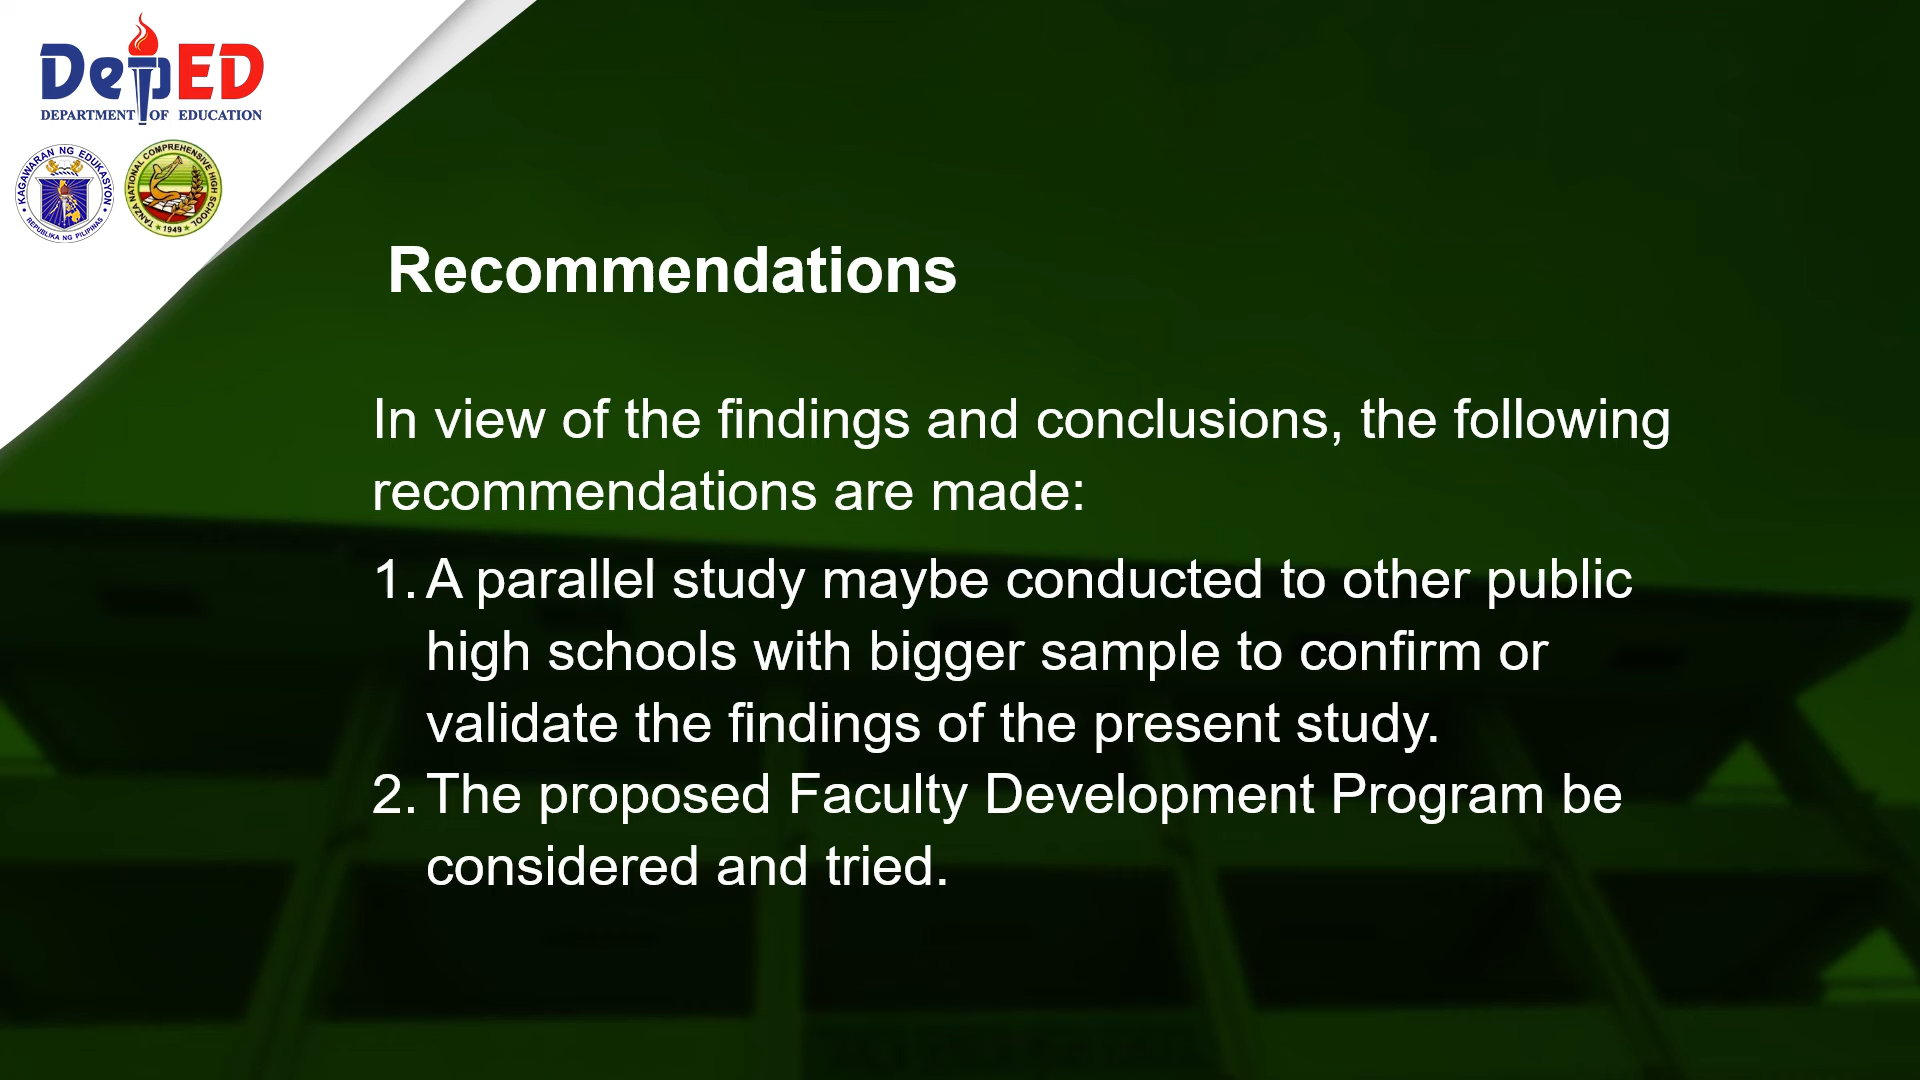 DepED
DEPARTMENT OF EDUCATION
KAGAWARAN NG EDUKASYON
REPUBLIKA NG PILIPINAS
TANZA NATIONAL COMPREHENSIVE HIGH SCHOOL
1949
Recommendations
In view of the findings and conclusions, the following
recommendations are made:
1. A parallel study maybe conducted to other public
high schools with bigger sample to confirm or
validate the findings of the present study.
2. The proposed Faculty Development Program be
considered and tried.